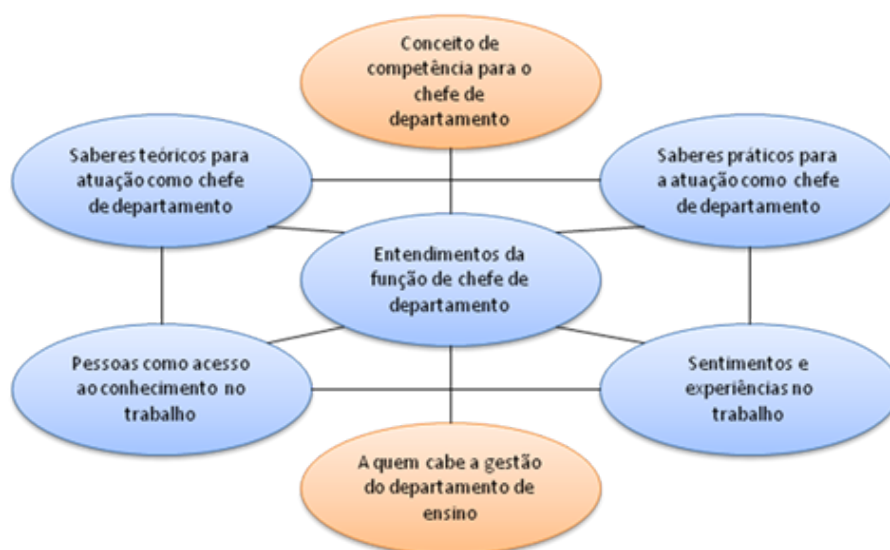 Conceito de
competência para o
chefe de
departamento
Saberes teóricos para
atuação como chefe
de departamento
Saberes práticos para
a atuação como chefe
de departamento
Entendimentos da
função de chefe de
departamento
Pessoas como acesso
ao conhecimento no
trabalho
Sentimentos e
experiências no
trabalho
A quem cabe a gestão
do departamento de
ensino